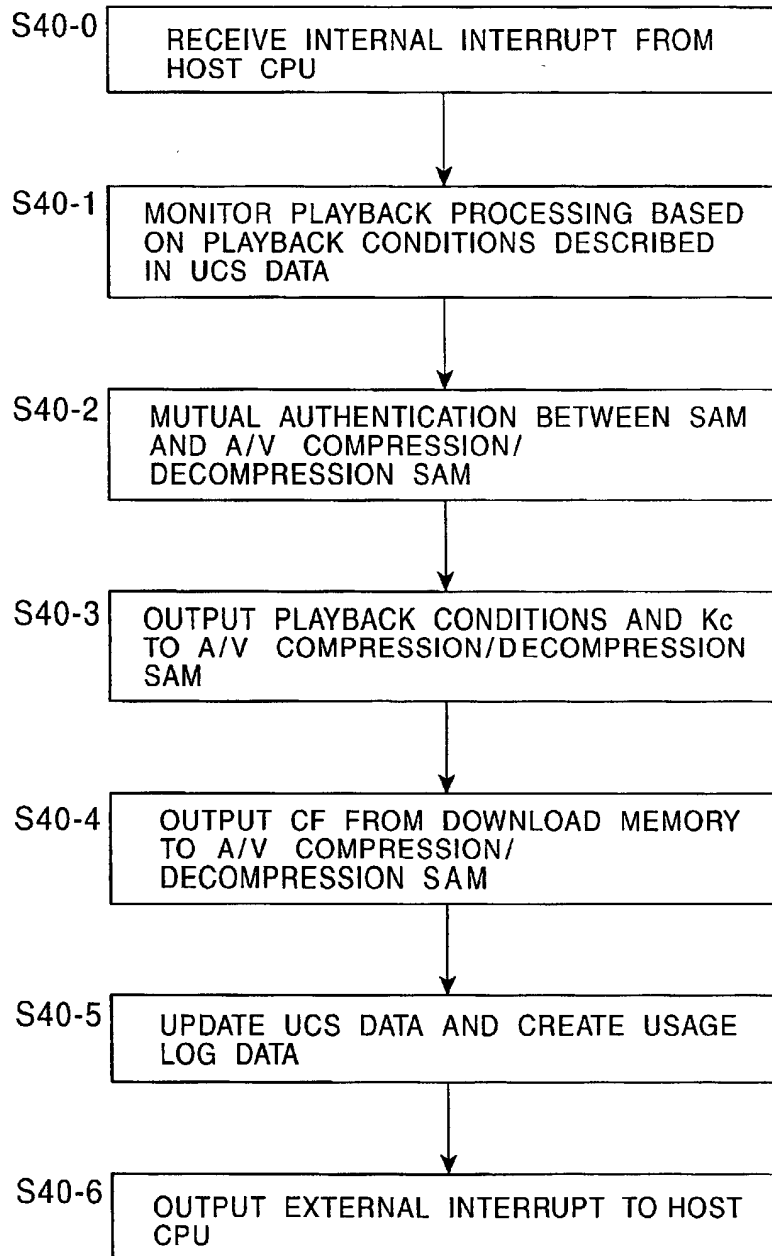 S40-0
RECEIVE INTERNAL INTERRUPT FROM
HOST CPU
S40-1
MONITOR PLAYBACK PROCESSING BASED
ON PLAYBACK CONDITIONS DESCRIBED
IN UCS DATA
S40-2
MUTUAL AUTHENTICATION BETWEEN SAM
AND A/V COMPRESSION/
DECOMPRESSION SAM
S40-3
OUTPUT PLAYBACK CONDITIONS AND Kc
TO A/V COMPRESSION/DECOMPRESSION
SAM
S40-4
OUTPUT CF FROM DOWNLOAD MEMORY
TO A/V COMPRESSION/
DECOMPRESSION SAM
S40-5
UPDATE UCS DATA AND CREATE USAGE
LOG DATA
S40-6
OUTPUT EXTERNAL INTERRUPT TO HOST
CPU